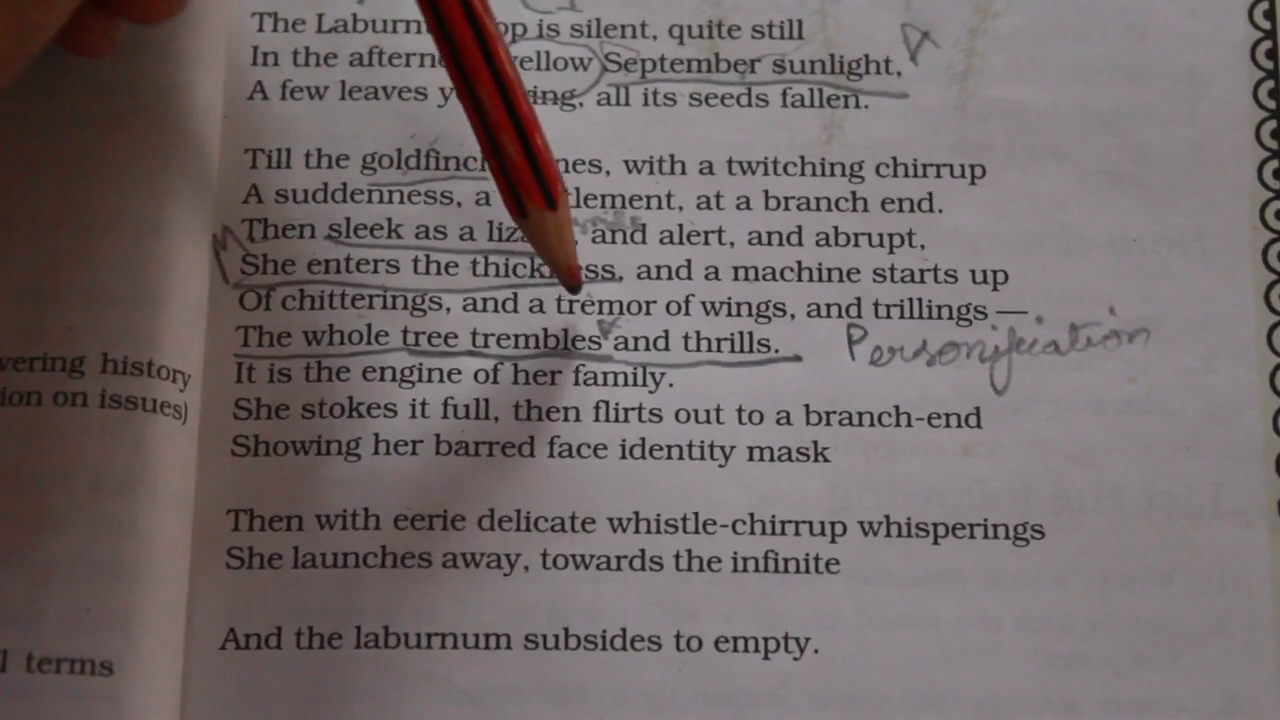 The Laburn op is silent, quite still
In the aftern yellow September sunlight,
A few leaves y ing, all its seeds fallen.
Till the goldfinch nes, with a twitching chirrup
A suddenness, a tlement, at a branch end.
Then sleek as a liza , and alert, and abrupt,
She enters the thickness, and a machine starts up
Of chitterings, and a tremor of wings, and trillings —
The whole tree trembles and thrills. Personification
It is the engine of her family.
She stokes it full, then flirts out to a branch-end
Showing her barred face identity mask
Then with eerie delicate whistle-chirrup whisperings
She launches away, towards the infinite
And the laburnum subsides to empty.
vering history
ion on issues)
l terms